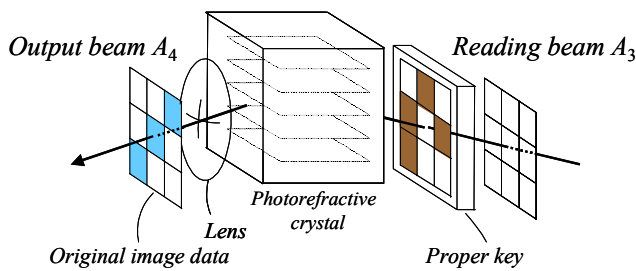 Output beam A4
Reading beam A3
Photorefractive
crystal
Lens
Original image data
Proper key